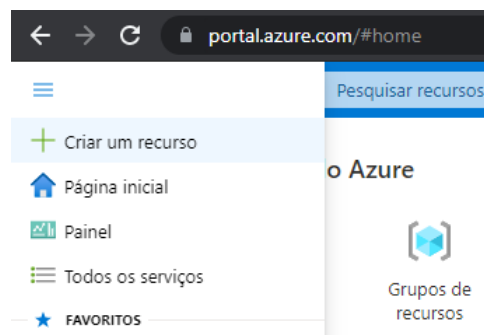 portal.azure.com/#home
Pesquisar recursos
Criar um recurso
o Azure
Página inicial
Painel
Todos os serviços
Grupos de
recursos
FAVORITOS